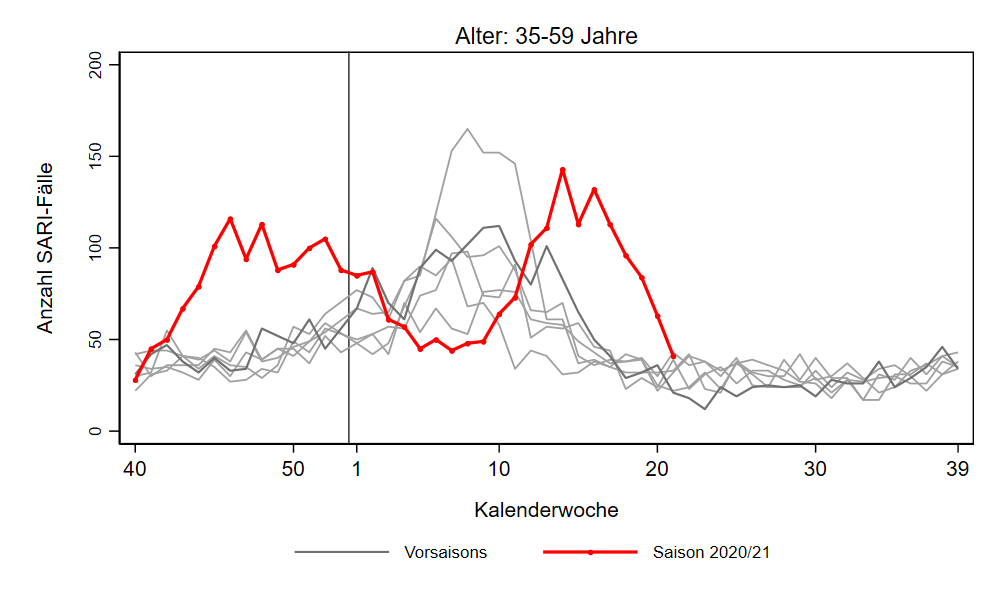 Alter: 35-59 Jahre
Anzahl SARI-Fälle
200
150
100
50
0
40 50 1 10 20 30 39
Kalenderwoche
Vorsaisons Saison 2020/21